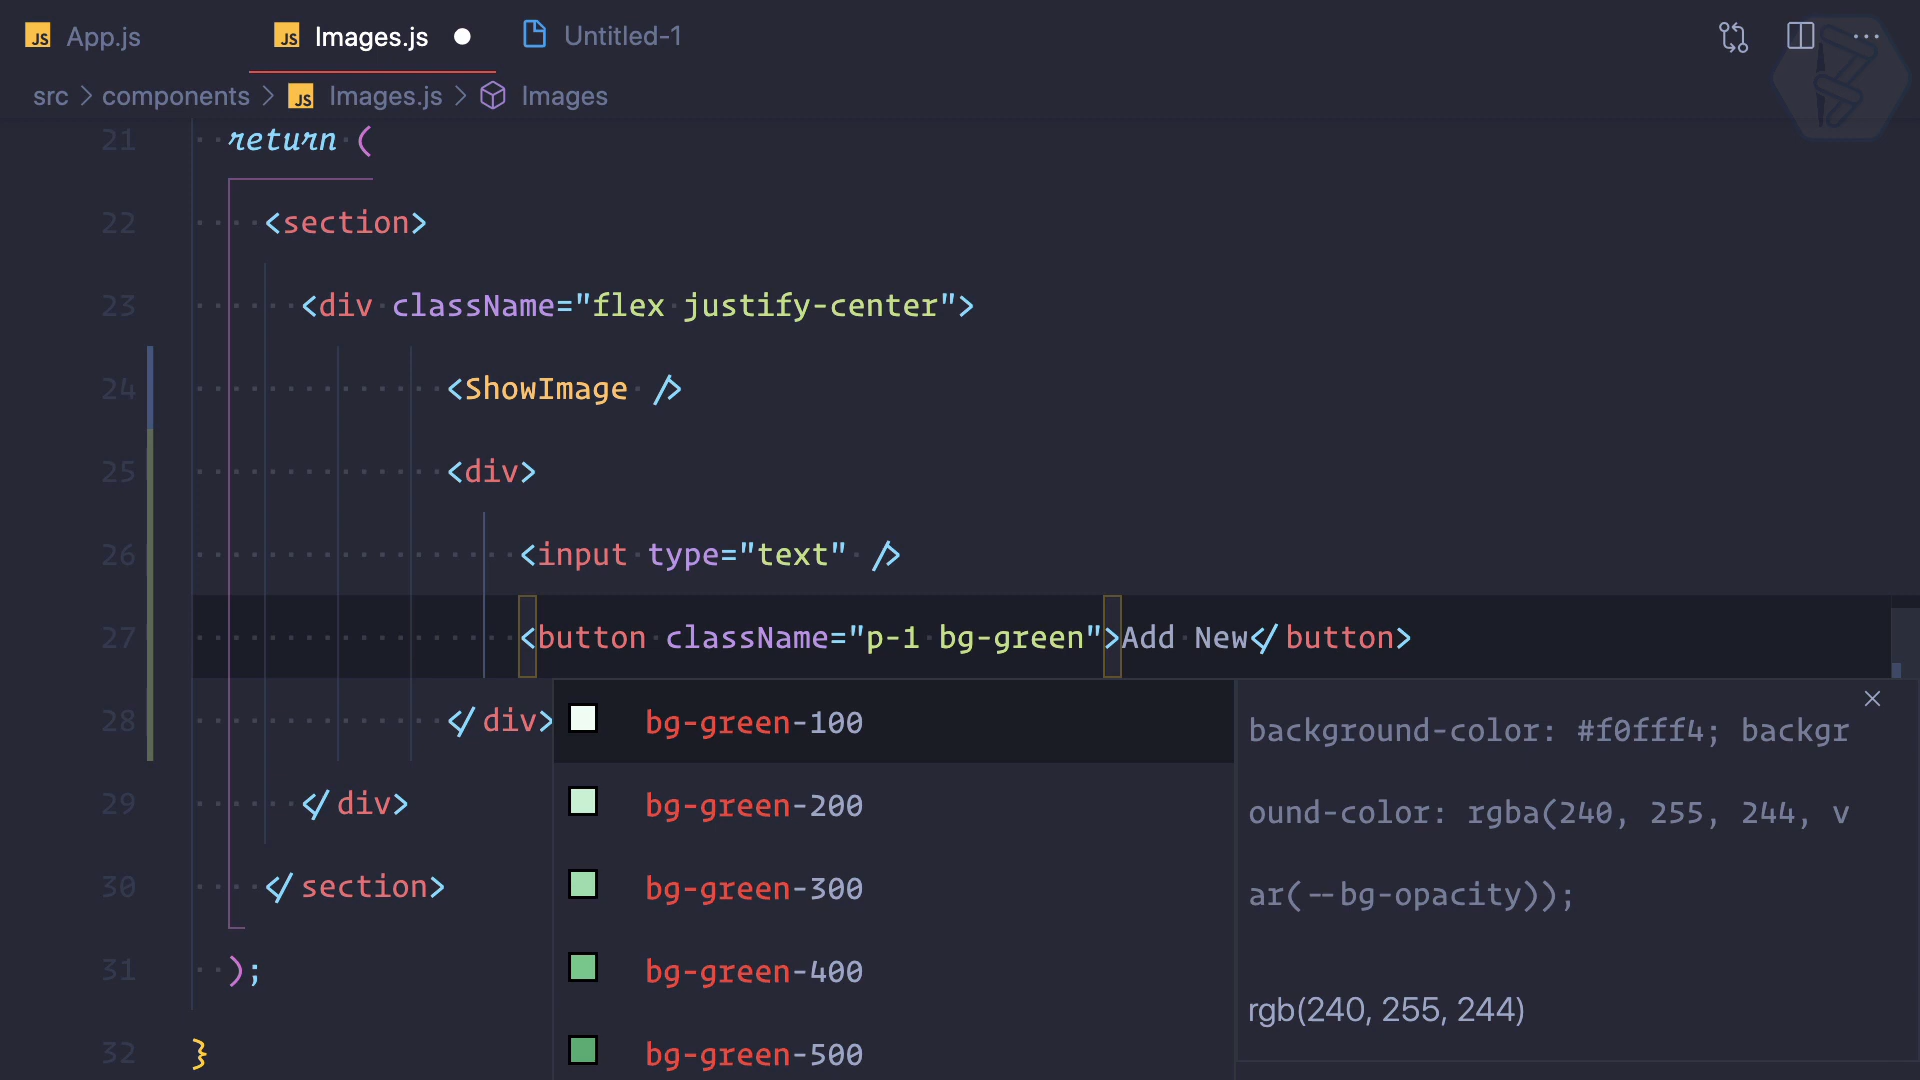 JS App.js JS Images.js Untitled-1 ...
src > components > JS Images.js > Images
21 return (
22 <section>
23 <div className="flex justify-center">
24 <ShowImage />
25 <div>
26 <input type="text" />
27 <button className="p-1 bg-green">Add New</button>
28 </div>
29 </div>
30 </section>
31 );
32 }
bg-green-100
bg-green-200
bg-green-300
bg-green-400
bg-green-500
background-color: #f0fff4; backgr
ound-color: rgba(240, 255, 244, v
ar(--bg-opacity));
rgb(240, 255, 244)